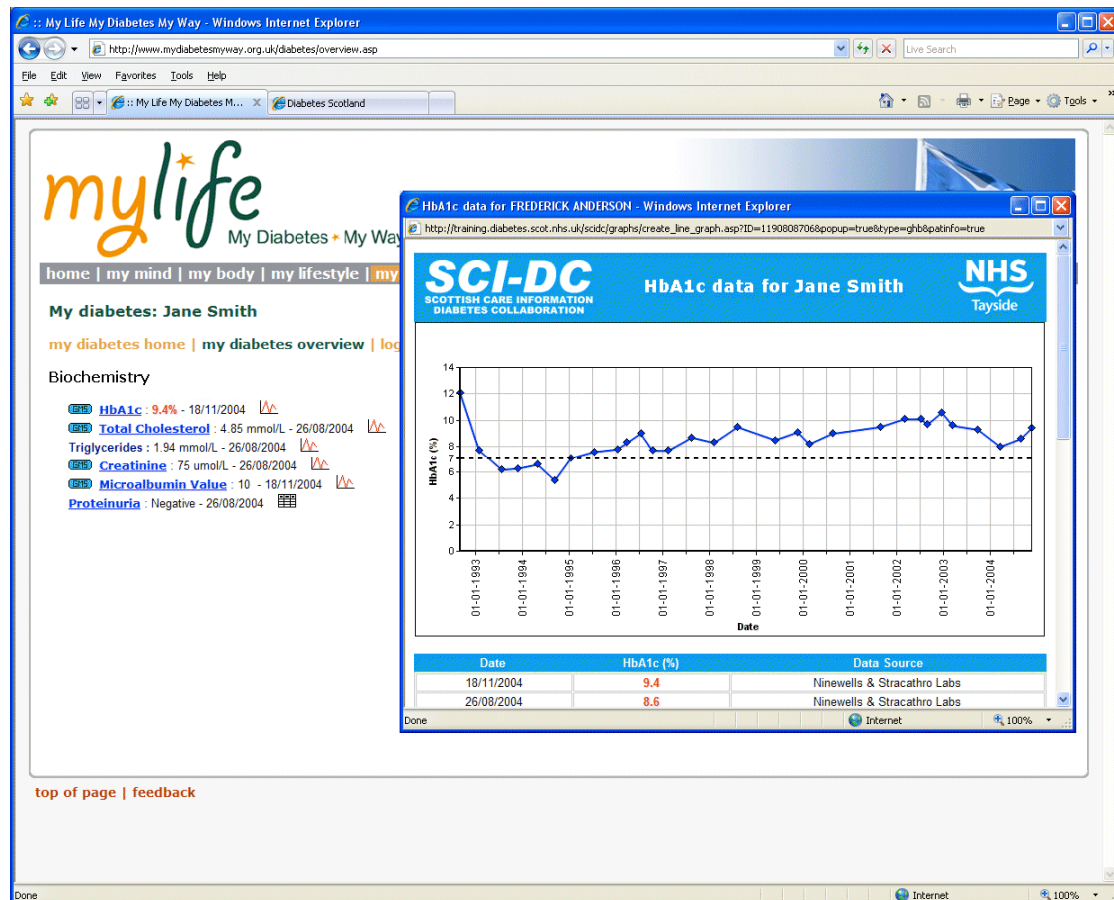 :: My Life My Diabetes My Way - Windows Internet Explorer
http://www.mydiabetesmyway.org.uk/diabetes/overview.asp
Live Search
File Edit View Favorites Tools Help
:: My Life My Diabetes M... X
Diabetes Scotland
Page
Tools
»
mylife
My Diabetes My Way
home | my mind | my body | my lifestyle | my
My diabetes: Jane Smith
my diabetes home | my diabetes overview | log
Biochemistry
GMS HbA1c : 9.4% - 18/11/2004
GMS Total Cholesterol : 4.85 mmol/L - 26/08/2004
Triglycerides : 1.94 mmol/L - 26/08/2004
GMS Creatinine : 75 umol/L - 26/08/2004
GMS Microalbumin Value : 10 - 18/11/2004
Proteinuria : Negative - 26/08/2004
HbA1c data for FREDERICK ANDERSON - Windows Internet Explorer
http://training.diabetes.scot.nhs.uk/scidc/graphs/create_line_graph.asp?ID=1190808706&popup=true&type=ghb&patinfo=true
SCI-DC
SCOTTISH CARE INFORMATION
DIABETES COLLABORATION
HbA1c data for Jane Smith
NHS
Tayside
14
12
10
8
7
6
4
2
0
HbA1c (%)
01-01-1993
01-01-1994
01-01-1995
01-01-1996
01-01-1997
01-01-1998
01-01-1999
01-01-2000
01-01-2001
01-01-2002
01-01-2003
01-01-2004
Date
Date HbA1c (%) Data Source
18/11/2004 9.4 Ninewells & Stracathro Labs
26/08/2004 8.6 Ninewells & Stracathro Labs
Done Internet 100%
top of page | feedback
Done Internet 100%